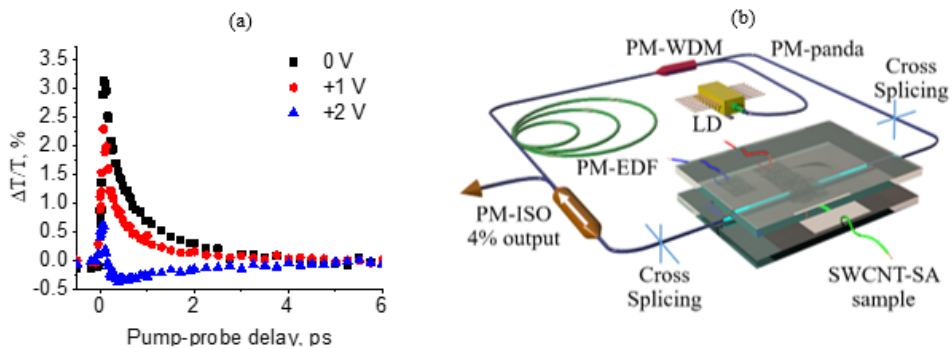 (a)
ΔT/T, %
3.5
3.0
2.5
2.0
1.5
1.0
0.5
0.0
0 V
+1 V
+2 V
0
2
4
6
Pump-probe delay, ps
(b)
PM-WDM
PM-panda
Cross
Splicing
LD
PM-EDF
PM-ISO
4% output
Cross
Splicing
SWCNT-SA
sample